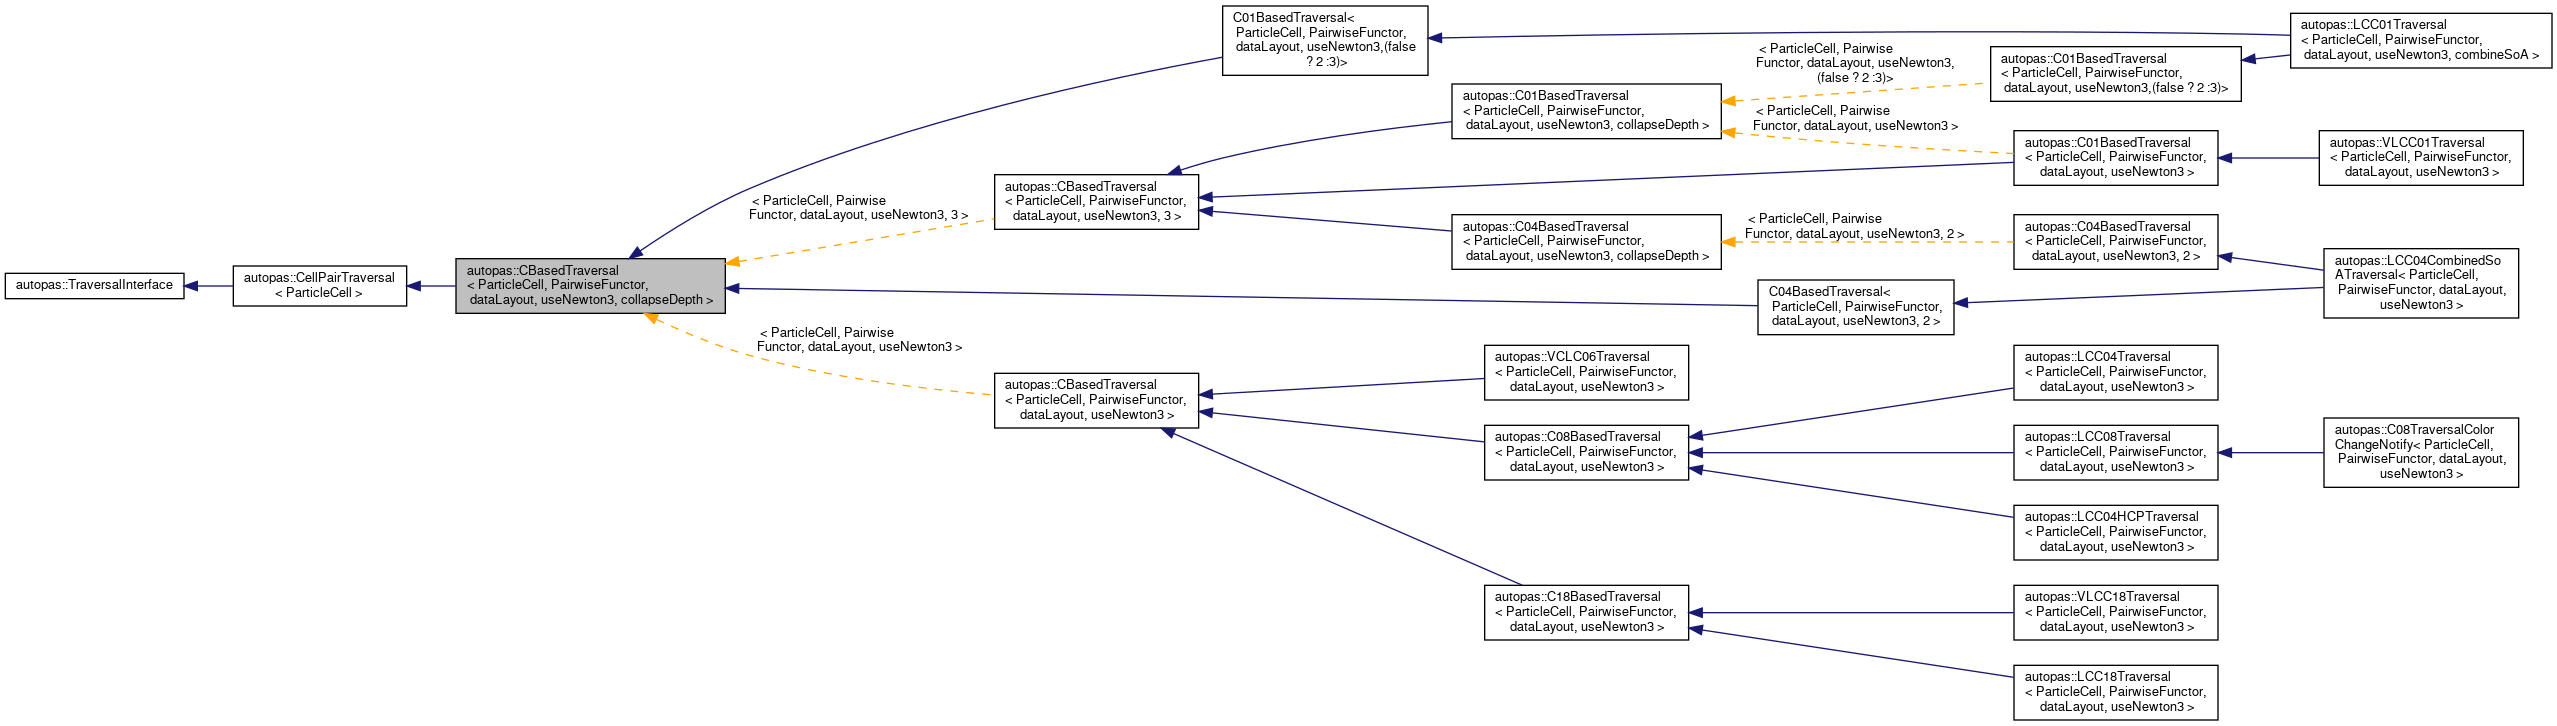 autopas::TraversalInterface
autopas::CellPairTraversal
< ParticleCell >
autopas::CBasedTraversal
< ParticleCell, PairwiseFunctor,
dataLayout, useNewton3, collapseDepth >
< ParticleCell, Pairwise
Functor, dataLayout, useNewton3, 3 >
< ParticleCell, Pairwise
Functor, dataLayout, useNewton3 >
autopas::CBasedTraversal
< ParticleCell, PairwiseFunctor,
dataLayout, useNewton3, 3 >
autopas::CBasedTraversal
< ParticleCell, PairwiseFunctor,
dataLayout, useNewton3 >
C01BasedTraversal<
ParticleCell, PairwiseFunctor,
dataLayout, useNewton3,(false
? 2 :3)>
autopas::C01BasedTraversal
< ParticleCell, PairwiseFunctor,
dataLayout, useNewton3, collapseDepth >
autopas::C04BasedTraversal
< ParticleCell, PairwiseFunctor,
dataLayout, useNewton3, collapseDepth >
C04BasedTraversal<
ParticleCell, PairwiseFunctor,
dataLayout, useNewton3, 2 >
autopas::VCLC06Traversal
< ParticleCell, PairwiseFunctor,
dataLayout, useNewton3 >
autopas::C08BasedTraversal
< ParticleCell, PairwiseFunctor,
dataLayout, useNewton3 >
autopas::C18BasedTraversal
< ParticleCell, PairwiseFunctor,
dataLayout, useNewton3 >
< ParticleCell, Pairwise
Functor, dataLayout, useNewton3,
(false ? 2 :3)>
< ParticleCell, Pairwise
Functor, dataLayout, useNewton3 >
< ParticleCell, Pairwise
Functor, dataLayout, useNewton3, 2 >
autopas::C01BasedTraversal
< ParticleCell, PairwiseFunctor,
dataLayout, useNewton3,(false ? 2 :3)>
autopas::C01BasedTraversal
< ParticleCell, PairwiseFunctor,
dataLayout, useNewton3 >
autopas::C04BasedTraversal
< ParticleCell, PairwiseFunctor,
dataLayout, useNewton3, 2 >
autopas::LCC04Traversal
< ParticleCell, PairwiseFunctor,
dataLayout, useNewton3 >
autopas::LCC08Traversal
< ParticleCell, PairwiseFunctor,
dataLayout, useNewton3 >
autopas::LCC04HCPTraversal
< ParticleCell, PairwiseFunctor,
dataLayout, useNewton3 >
autopas::VLCC18Traversal
< ParticleCell, PairwiseFunctor,
dataLayout, useNewton3 >
autopas::LCC18Traversal
< ParticleCell, PairwiseFunctor,
dataLayout, useNewton3 >
autopas::LCC01Traversal
< ParticleCell, PairwiseFunctor,
dataLayout, useNewton3, combineSoA >
autopas::VLCC01Traversal
< ParticleCell, PairwiseFunctor,
dataLayout, useNewton3 >
autopas::LCC04CombinedSo
ATraversal< ParticleCell,
PairwiseFunctor, dataLayout,
useNewton3 >
autopas::C08TraversalColor
ChangeNotify< ParticleCell,
PairwiseFunctor, dataLayout,
useNewton3 >